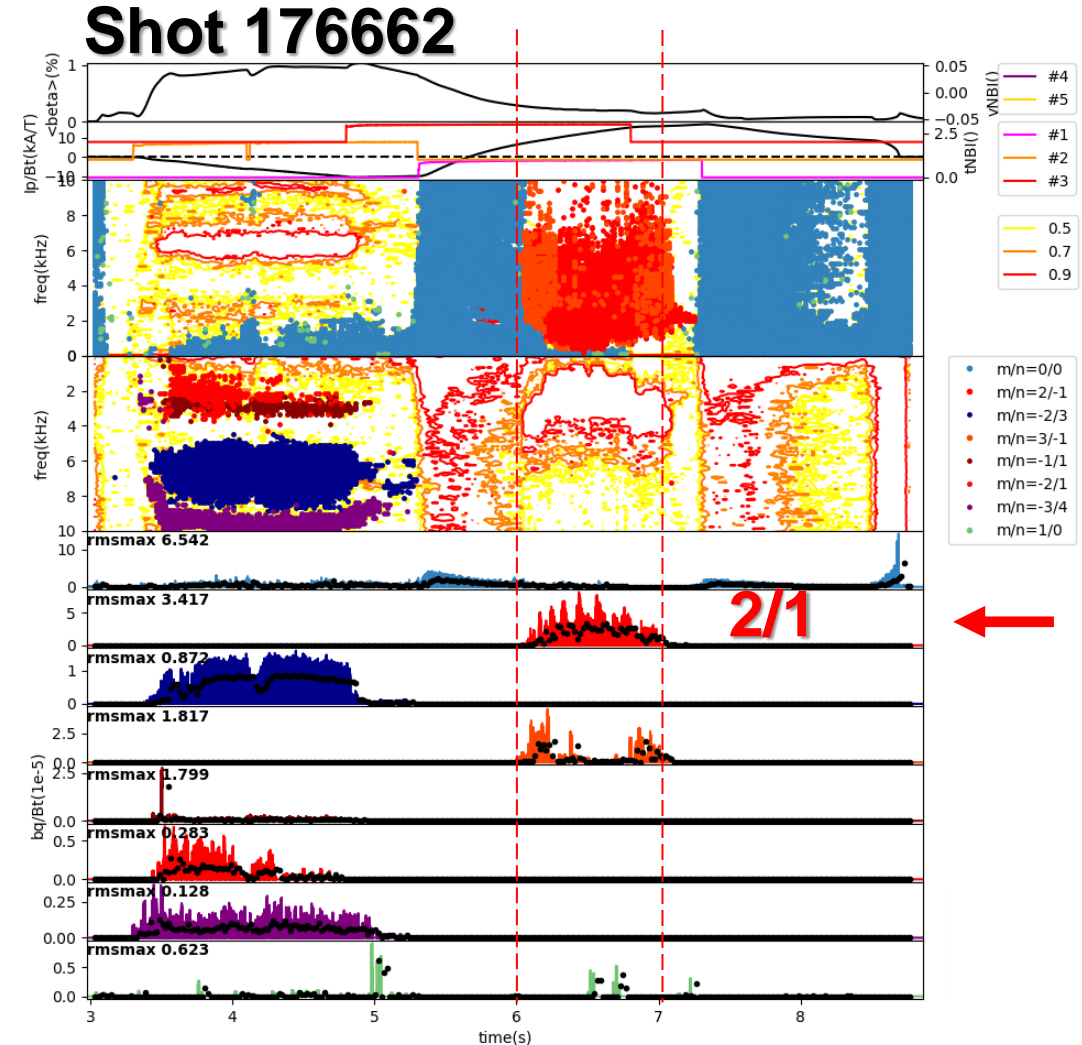 Shot 176662
<beta>(%)
1
0
0.05
0.00
−0.05
vNBI()
#4
#5
Ip/Bt(kA/T)
10
0
−10
2.5
0.0
tNBI()
#1
#2
#3
freq(kHz)
10
8
6
4
2
0
0.5
0.7
0.9
freq(kHz)
0
2
4
6
8
10
m/n=0/0
m/n=2/-1
m/n=-2/3
m/n=3/-1
m/n=-1/1
m/n=-2/1
m/n=-3/4
m/n=1/0
rmsmax 6.542
10
0
rmsmax 3.417
5
0
2/1
rmsmax 0.872
1
0
rmsmax 1.817
2.5
0.0
bq/Bt(1e-5)
rmsmax 1.799
2.5
0.0
rmsmax 0.283
0.5
0.0
rmsmax 0.128
0.25
0.00
rmsmax 0.623
0.5
0.0
3 4 5 6 7 8
time(s)